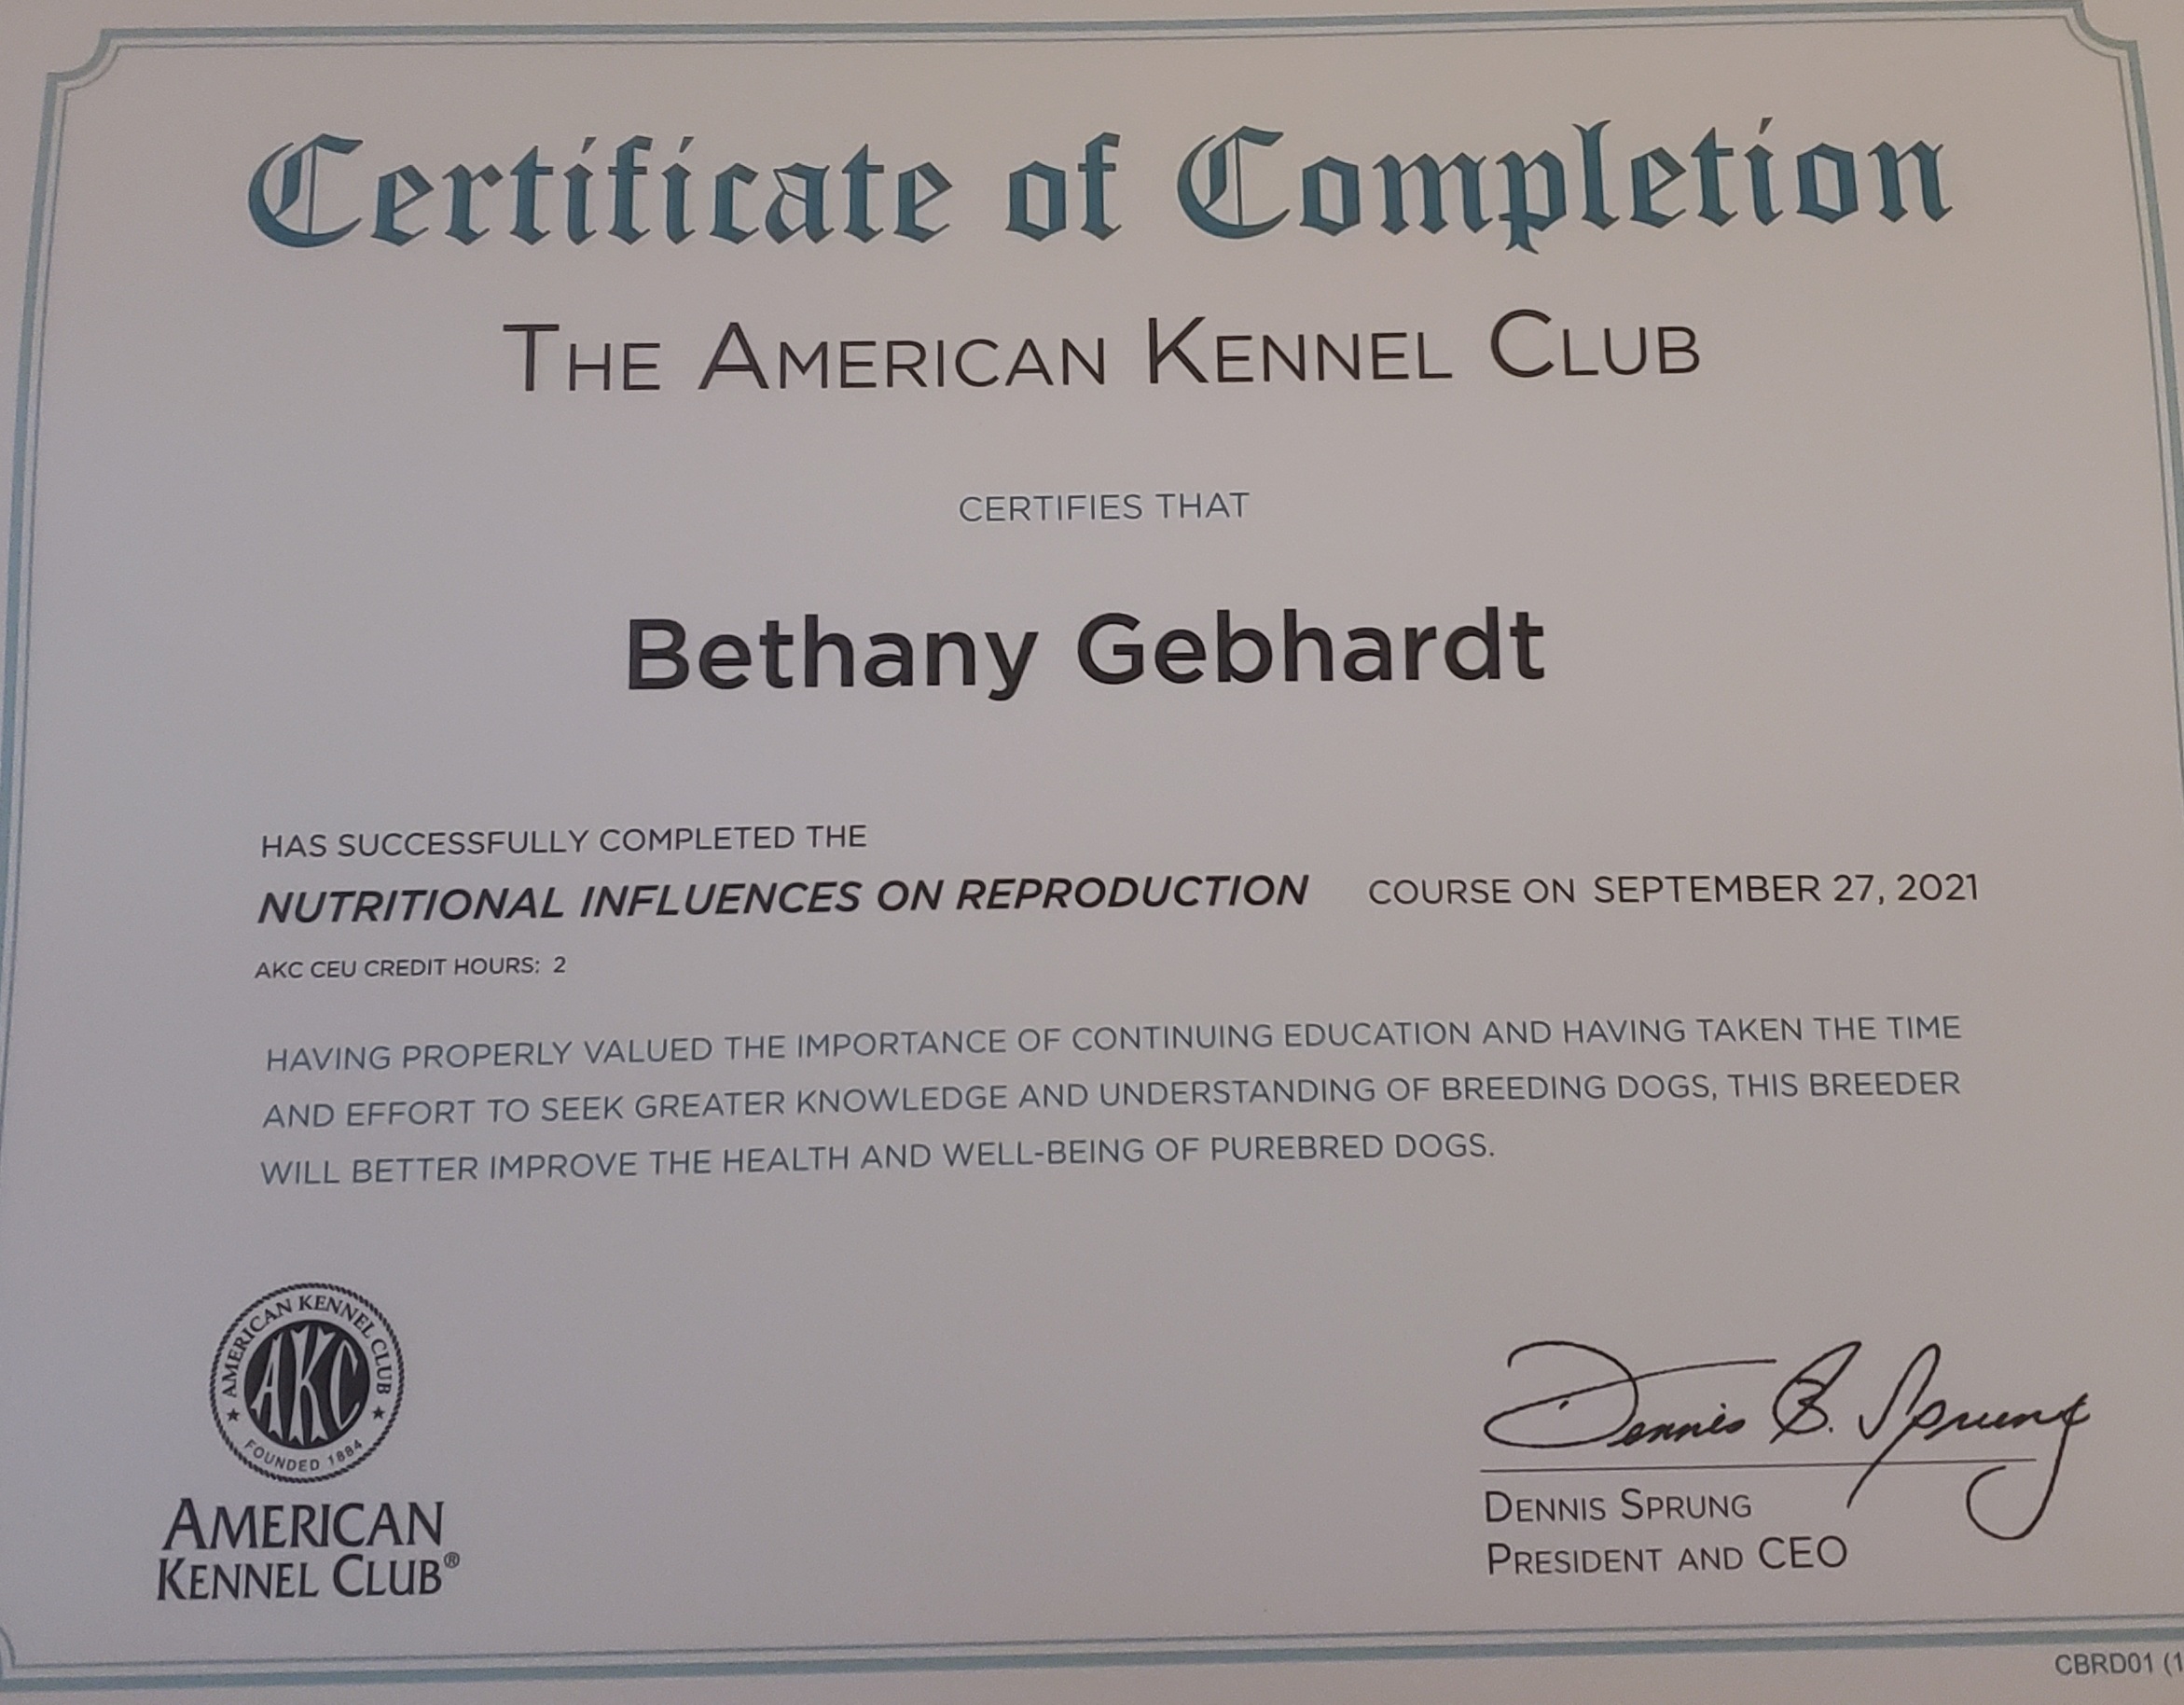 Certificate of Completion
THE AMERICAN KENNEL CLUB
CERTIFIES THAT
Bethany Gebhardt
HAS SUCCESSFULLY COMPLETED THE
NUTRITIONAL INFLUENCES ON REPRODUCTION COURSE ON SEPTEMBER 27, 2021
AKC CEU CREDIT HOURS: 2
HAVING PROPERLY VALUED THE IMPORTANCE OF CONTINUING EDUCATION AND HAVING TAKEN THE TIME
AND EFFORT TO SEEK GREATER KNOWLEDGE AND UNDERSTANDING OF BREEDING DOGS, THIS BREEDER
WILL BETTER IMPROVE THE HEALTH AND WELL-BEING OF PUREBRED DOGS.
AMERICAN KENNEL CLUB
AKC
FOUNDED 1884
AMERICAN
KENNEL CLUB®
Dennis B. Sprung
DENNIS SPRUNG
PRESIDENT AND CEO
CBRD01 (1